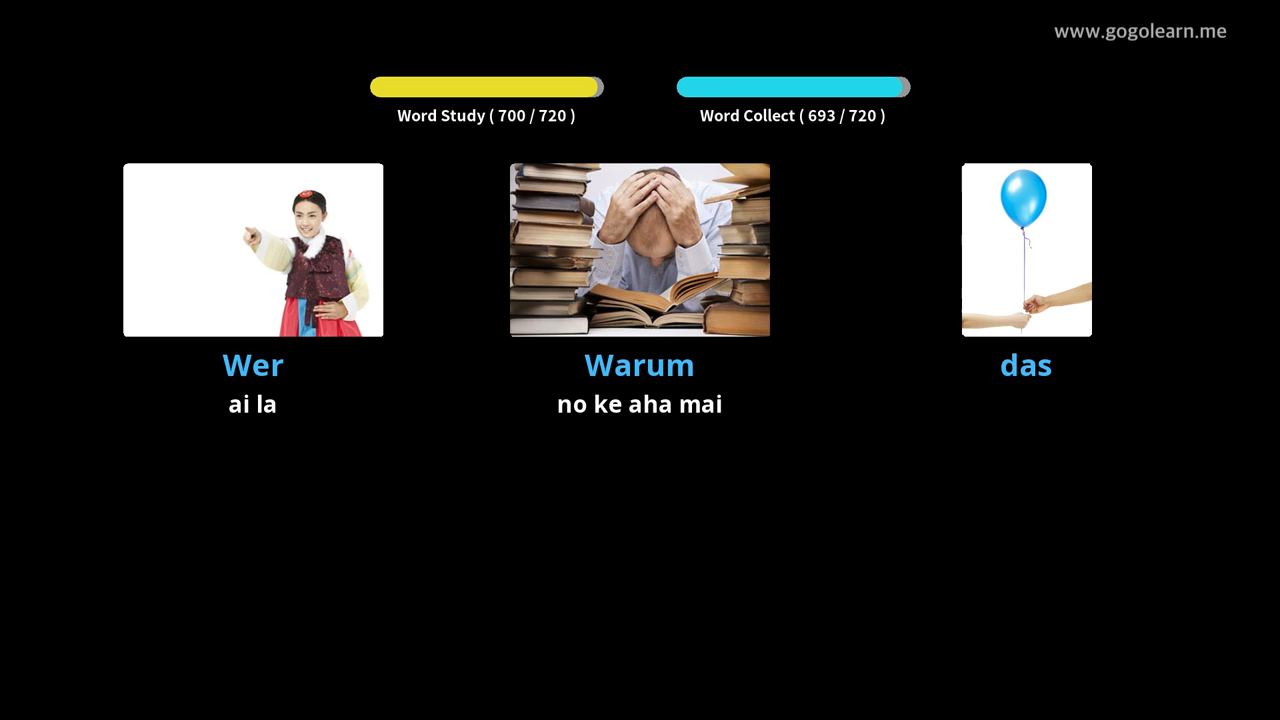 www.gogolearn.me
Word Study ( 700 / 720 )
Word Collect ( 693 / 720 )
Wer
ai la
Warum
no ke aha mai
das